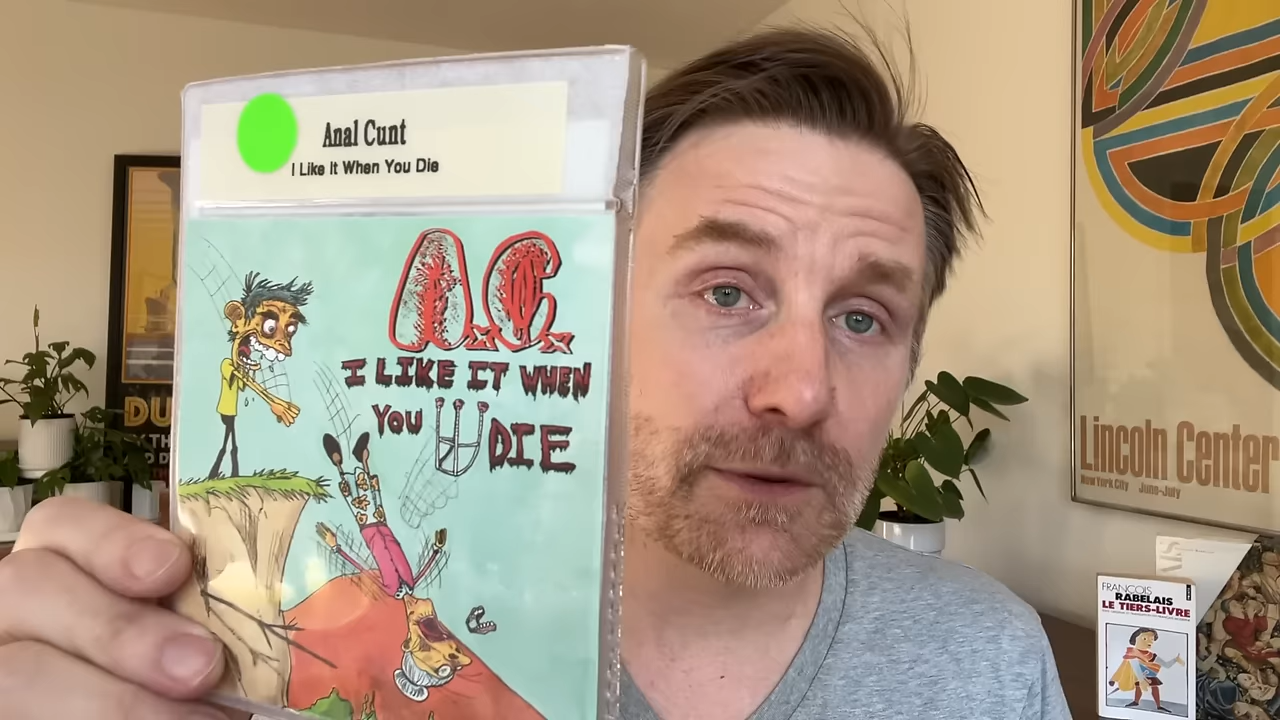 Anal Cunt
I Like It When You Die
A.C.
I LIKE IT WHEN
YOU DIE
DU
Lincoln Center
New York City June-July
FRANÇOIS
RABELAIS
LE TIERS-LIVRE